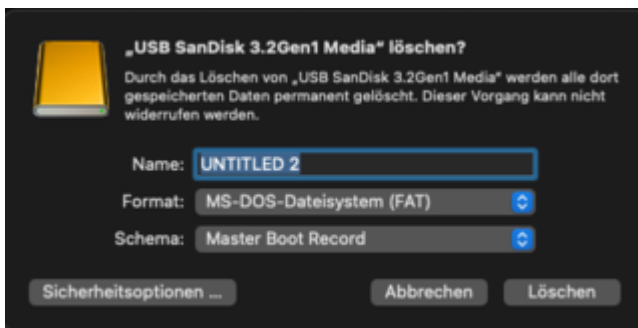 „USB SanDisk 3.2Gen1 Media“ löschen?
Durch das Löschen von „USB SanDisk 3.2Gen1 Media“ werden alle dort
gespeicherten Daten permanent gelöscht. Dieser Vorgang kann nicht
widerrufen werden.
Name: UNTITLED 2
Format: MS-DOS-Dateisystem (FAT)
Schema: Master Boot Record
Sicherheitsoptionen ... Abbrechen Löschen